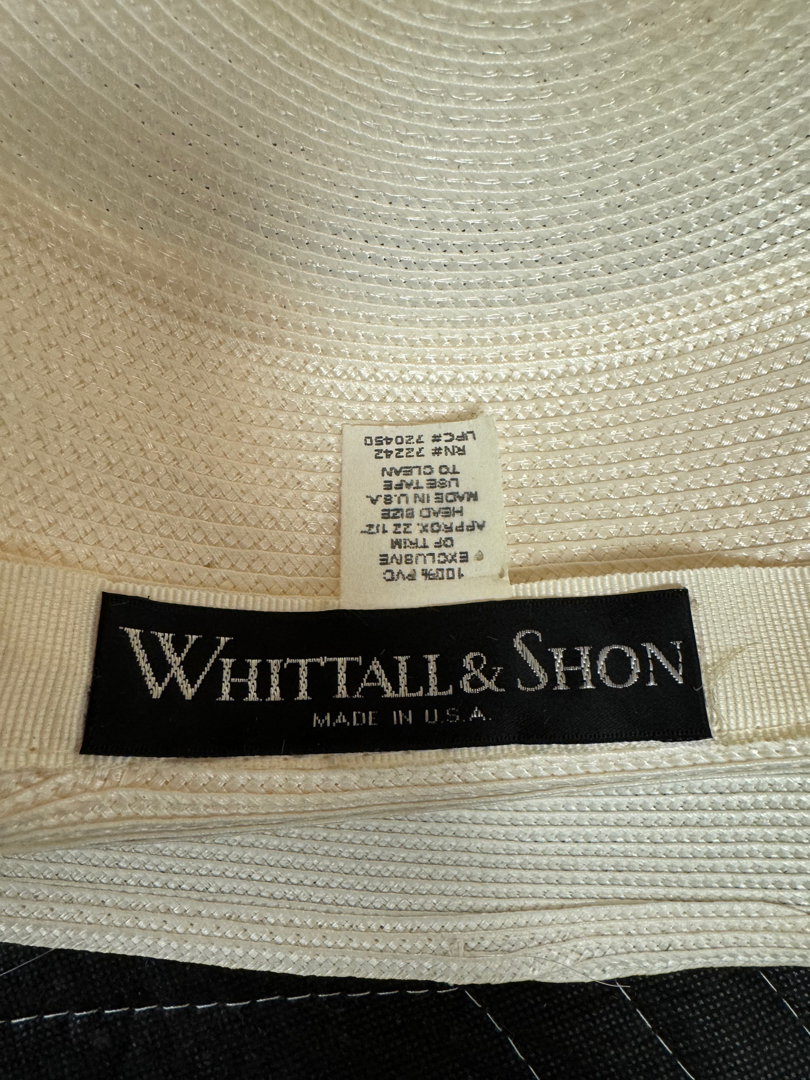 100% PVC
EXCLUSIVE
OF TRIM
APPROX. 22 1/2"
HEAD SIZE
MADE IN U.S.A.
USE TAPE
TO CLEAN
RN# 72242
UPC# 720450
WHITTALL & SHON
MADE IN U.S.A.